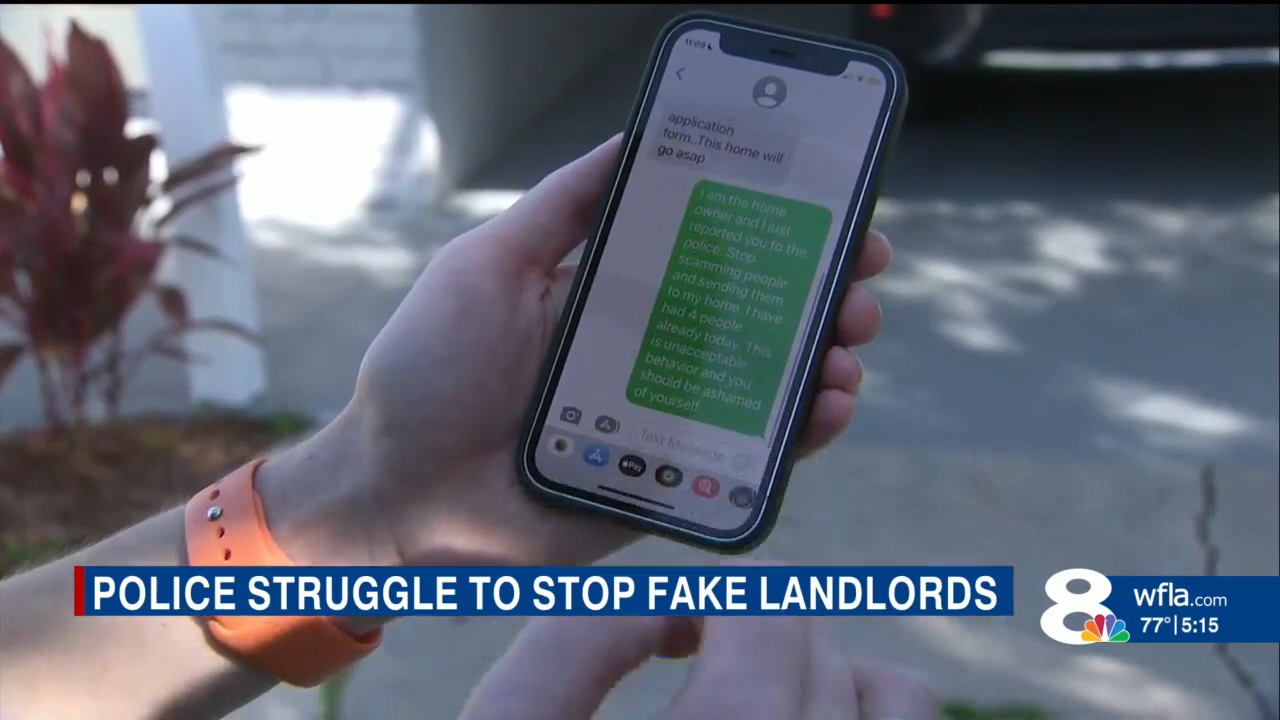 11:09
application
form..This home will
go asap
I am the home
owner and I just
reported you to the
police. Stop
scamming people
and sending them
to my home. I have
had 4 people
already today. This
is unacceptable
behavior and you
should be ashamed
of yourself.
Text Message
Pay
POLICE STRUGGLE TO STOP FAKE LANDLORDS
8
wfla.com
77° | 5:15